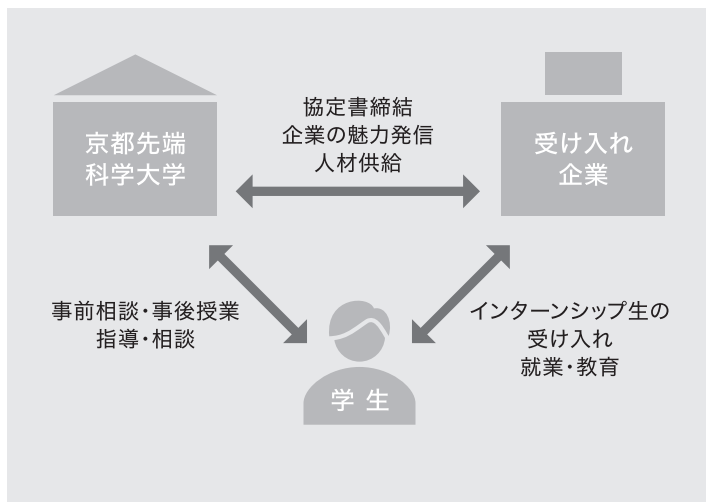 京都先端
科学大学
協定書締結
企業の魅力発信
人材供給
受け入れ
企業
事前相談・事後授業
指導・相談
インターンシップ生の
受け入れ
就業・教育
学生